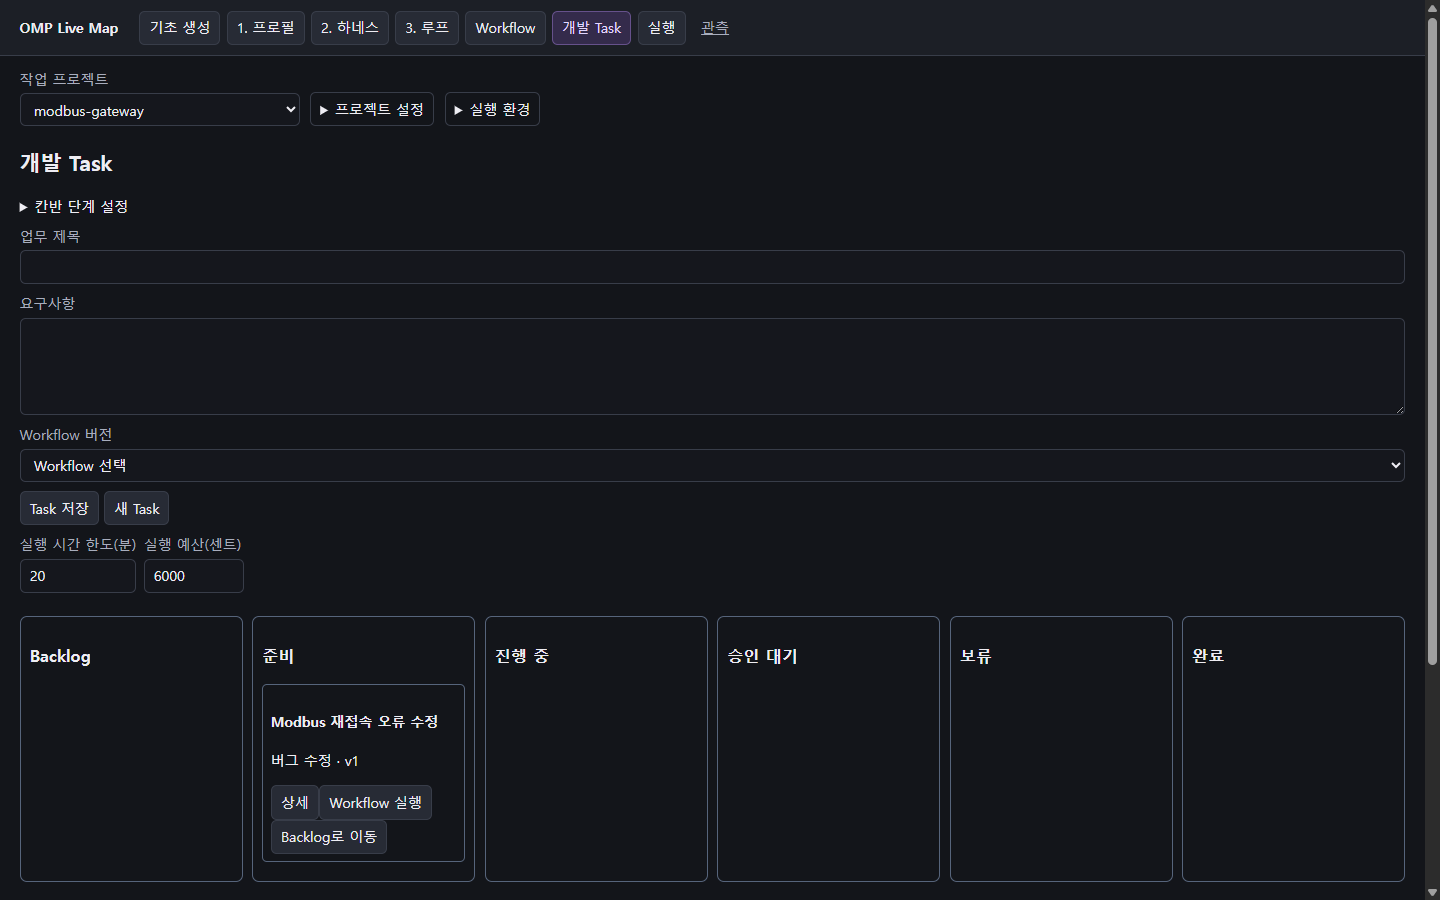 OMP Live Map 기초 생성 1. 프로필 2. 하네스 3. 루프 Workflow 개발 Task 실행 관측
작업 프로젝트
modbus-gateway ▶ 프로젝트 설정 ▶ 실행 환경
개발 Task
▶ 칸반 단계 설정
업무 제목
요구사항
Workflow 버전
Workflow 선택
Task 저장 새 Task
실행 시간 한도(분) 실행 예산(센트)
20 6000
Backlog 준비 진행 중 승인 대기 보류 완료
Modbus 재접속 오류 수정
버그 수정 · v1
상세 Workflow 실행
Backlog로 이동